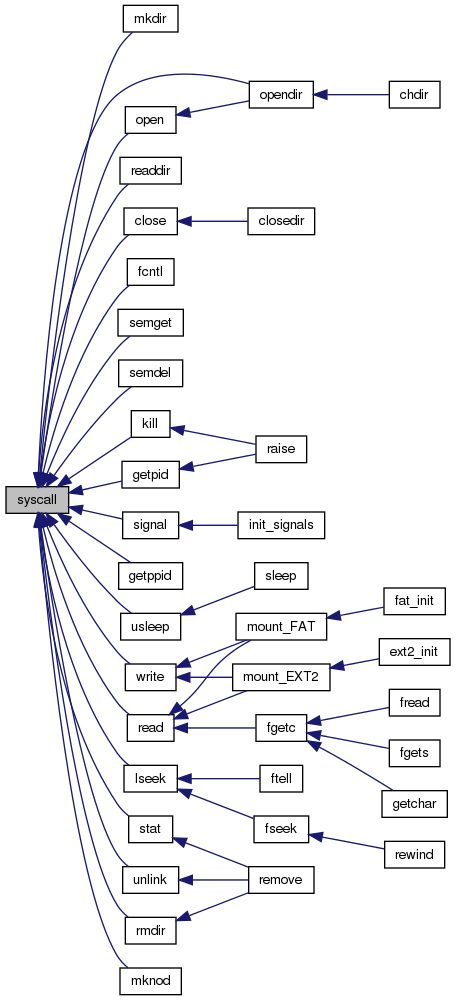 mkdir
opendir
chdir
open
readdir
close
closedir
fcntl
semget
semdel
kill
raise
getpid
syscall
signal
init_signals
getppid
sleep
usleep
fat_init
mount_FAT
ext2_init
write
mount_EXT2
fread
read
fgetc
fgets
lseek
ftell
getchar
stat
fseek
rewind
unlink
remove
rmdir
mknod